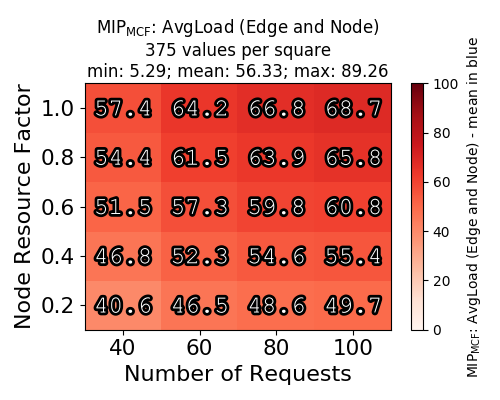 MIP_MCF: AvgLoad (Edge and Node)
375 values per square
min: 5.29; mean: 56.33; max: 89.26
Node Resource Factor
1.0 57.4 64.2 66.8 68.7
0.8 54.4 61.5 63.9 65.8
0.6 51.5 57.3 59.8 60.8
0.4 46.8 52.3 54.6 55.4
0.2 40.6 46.5 48.6 49.7
40 60 80 100
Number of Requests
100
80
60
40
20
0
MIP_MCF: AvgLoad (Edge and Node) - mean in blue